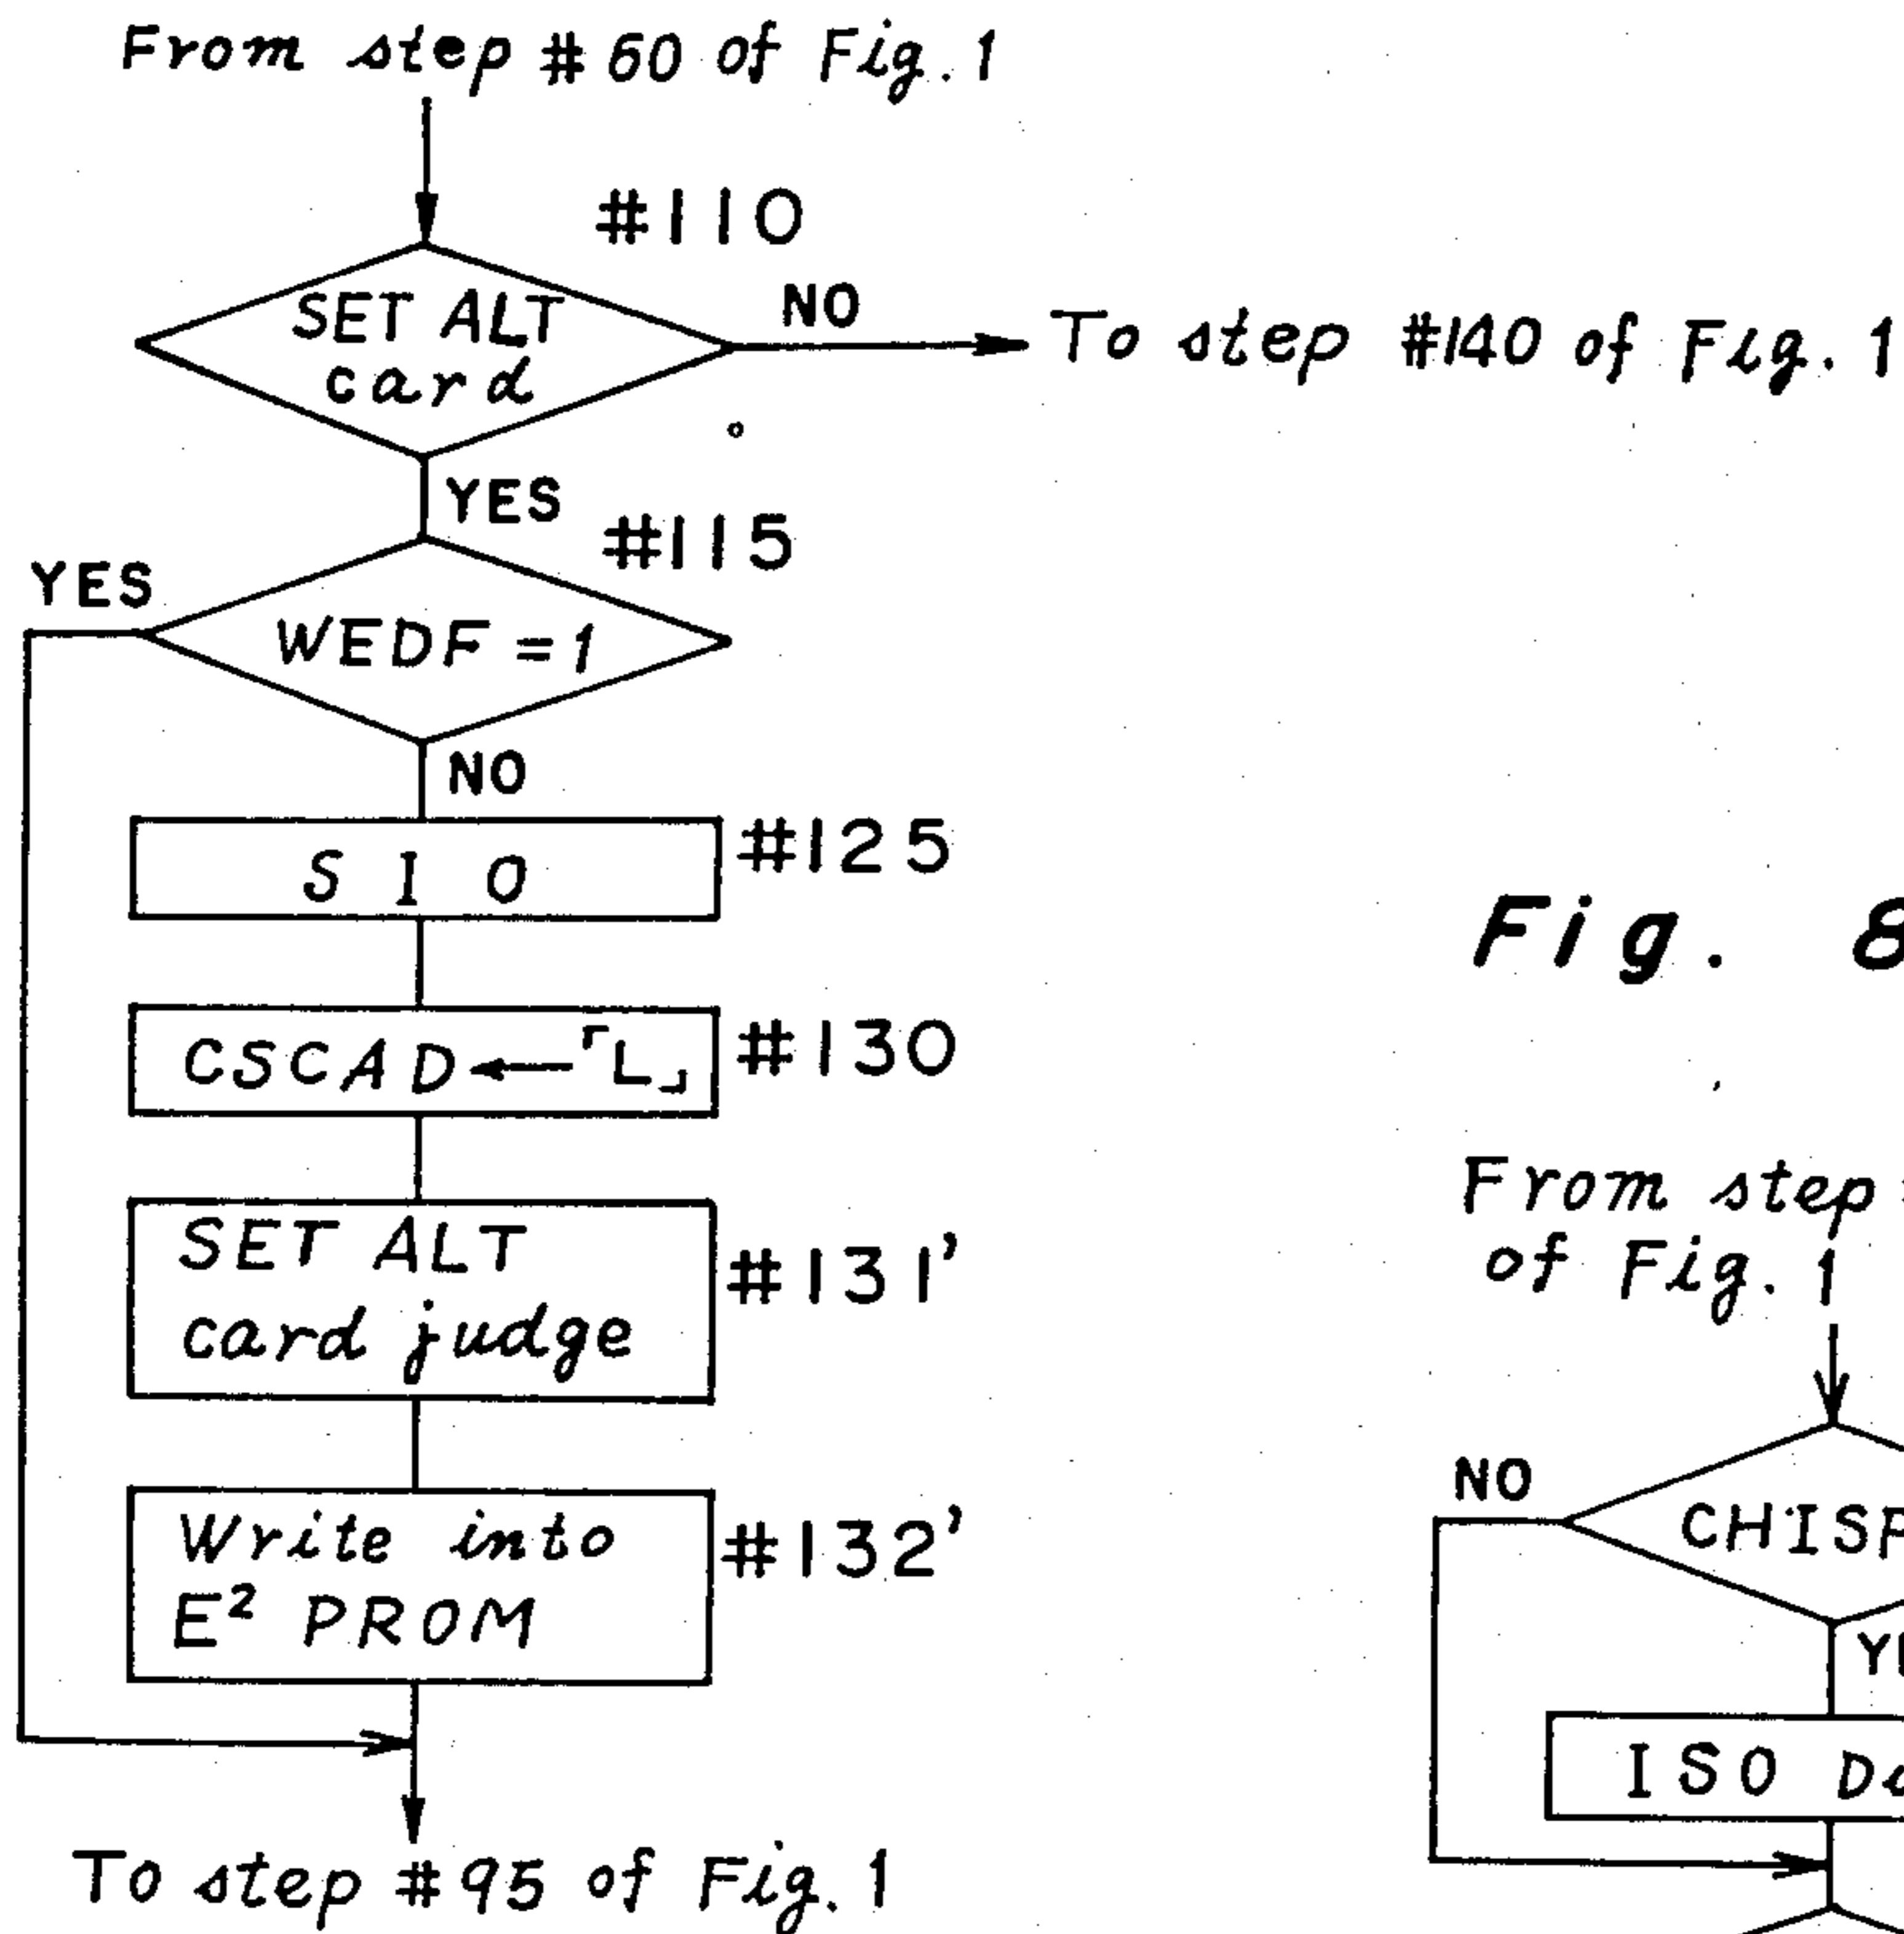 From step #60 of Fig. 1
#110
SET ALT
card
NO
To step #140 of Fig. 1
YES
#115
YES
WEDF = 1
NO
S I O
#125
CSCAD ← 「L」
#130
SET ALT
card judge
#131'
Write into
E² PROM
#132'
To step #95 of Fig. 1
Fig. 8
From step
of Fig. 1
NO
ISO